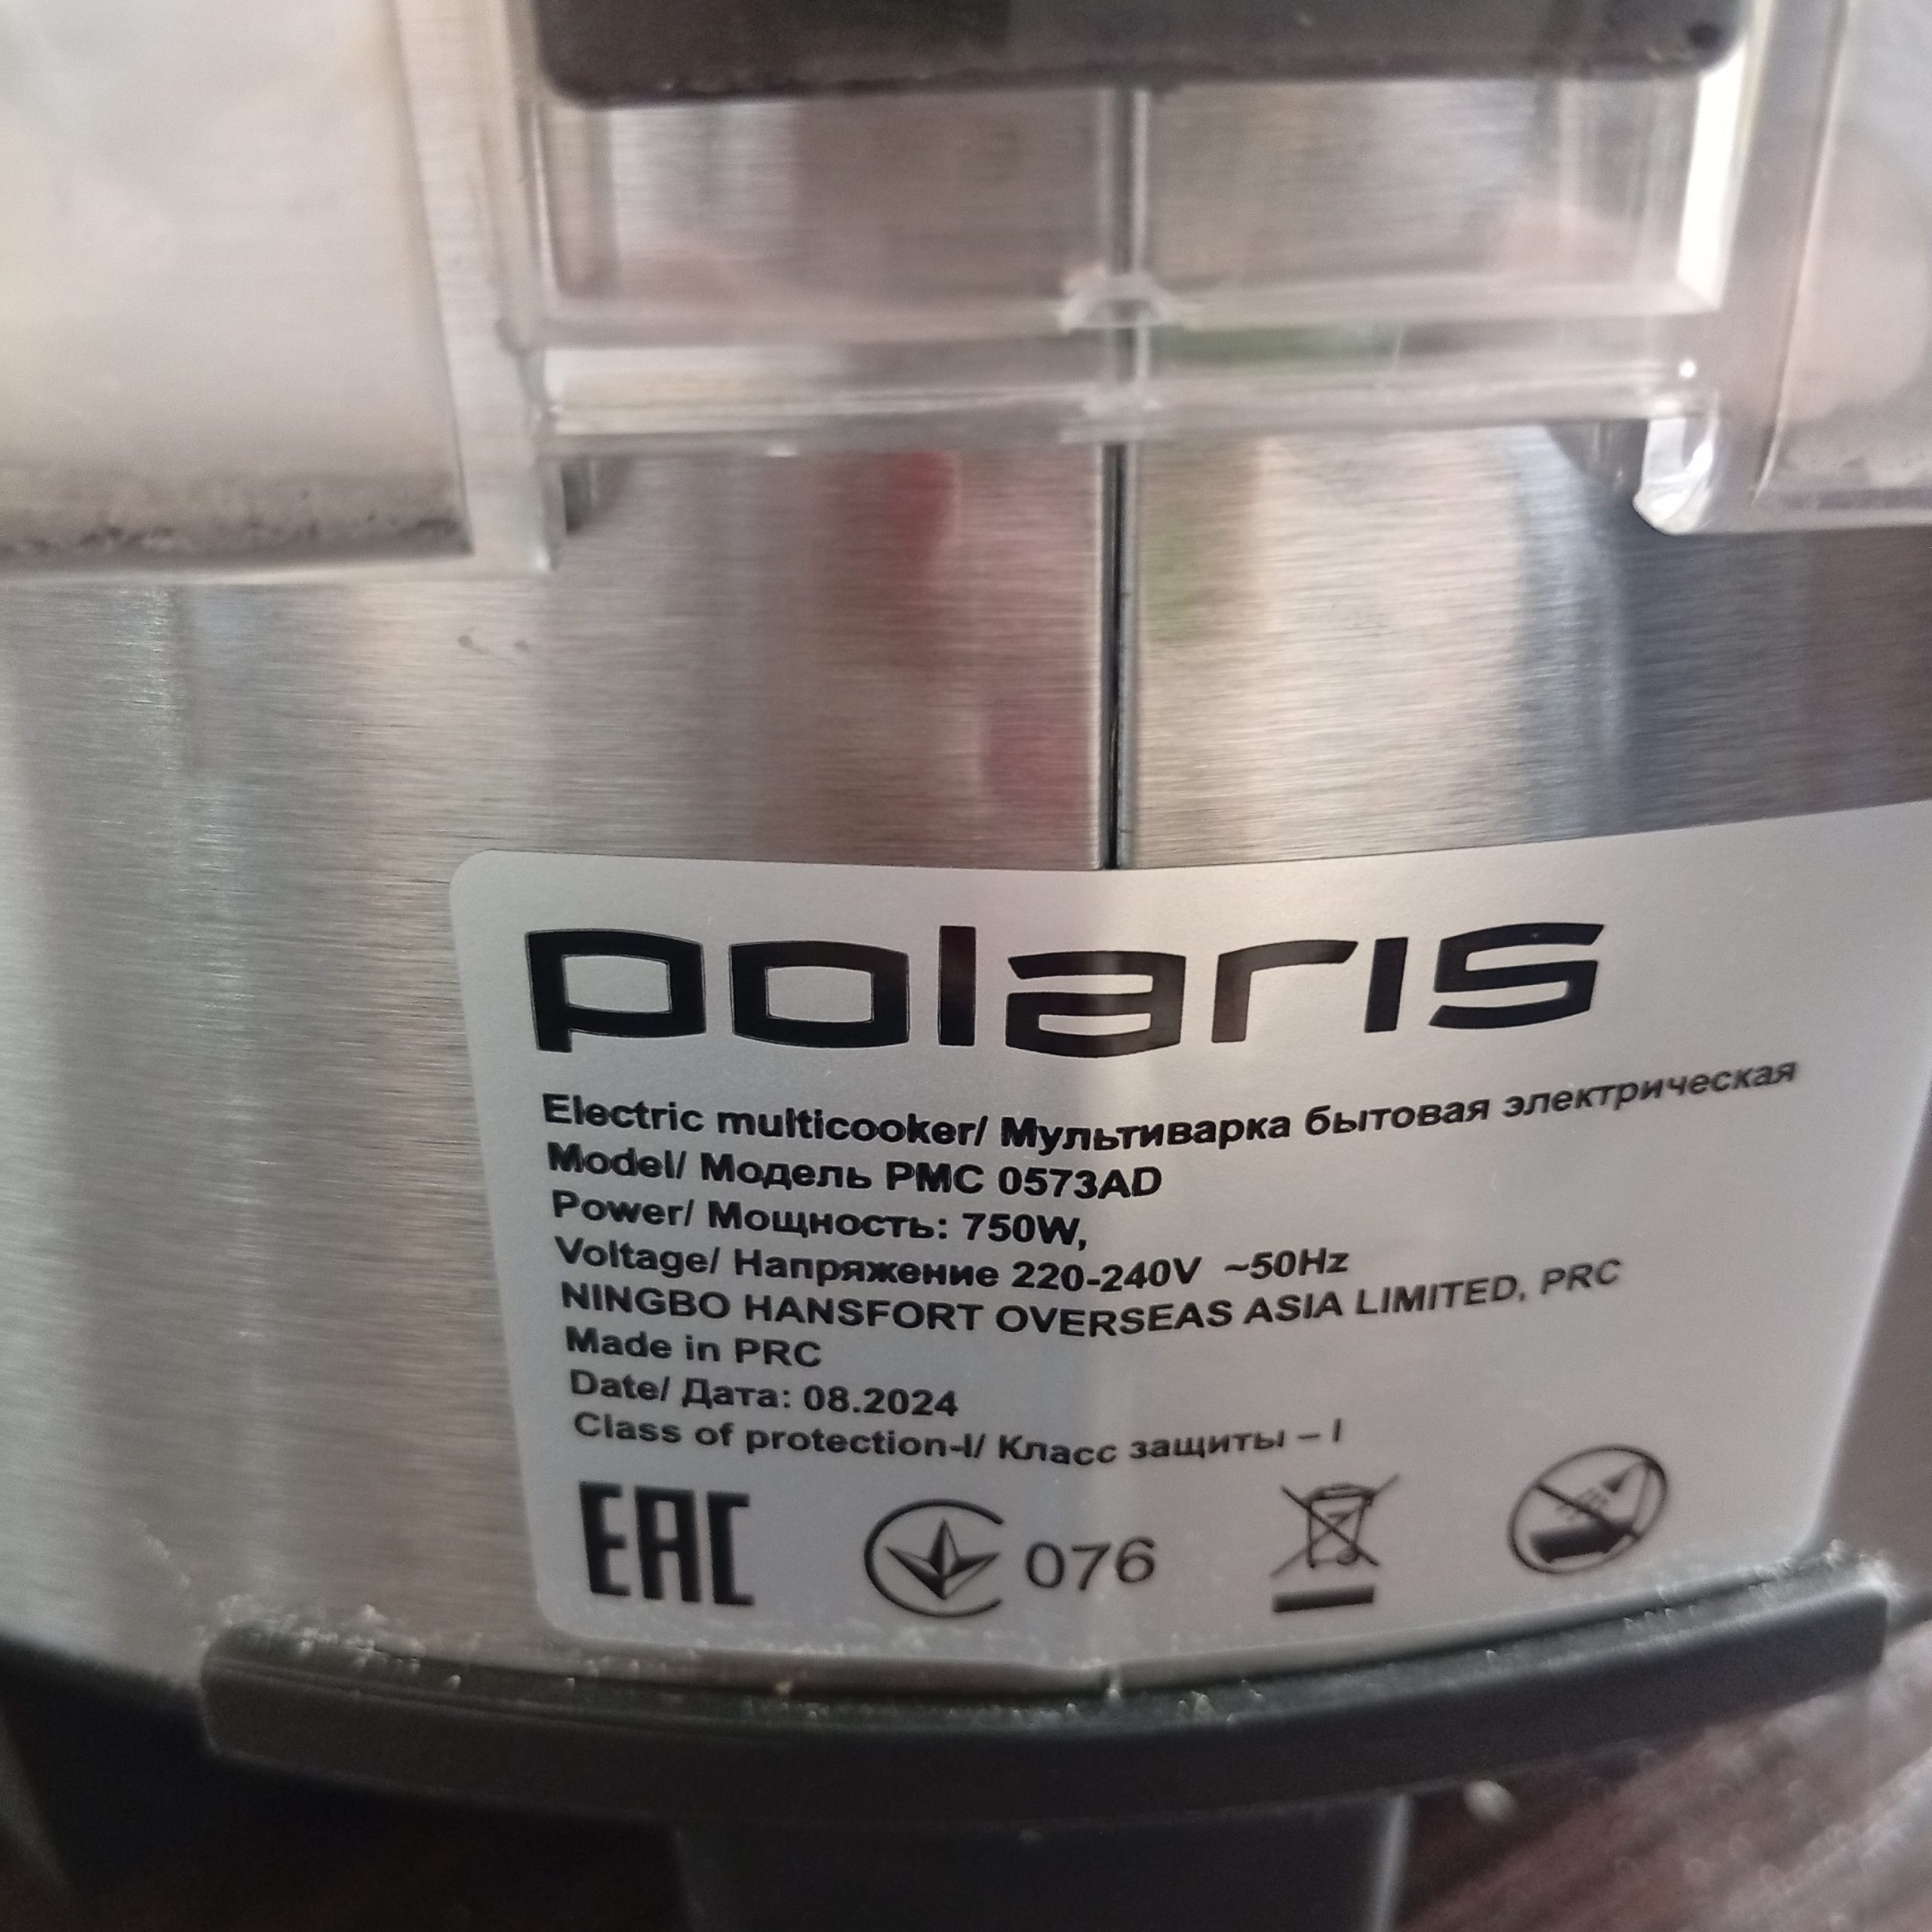 polaris
Electric multicooker/ Мультиварка бытовая электрическая
Model/ Модель PMC 0573AD
Power/ Мощность: 750W,
Voltage/ Напряжение 220-240V ~50Hz
NINGBO HANSFORT OVERSEAS ASIA LIMITED, PRC
Made in PRC
Date/ Дата: 08.2024
Class of protection-I/ Класс защиты – I
EAC 076